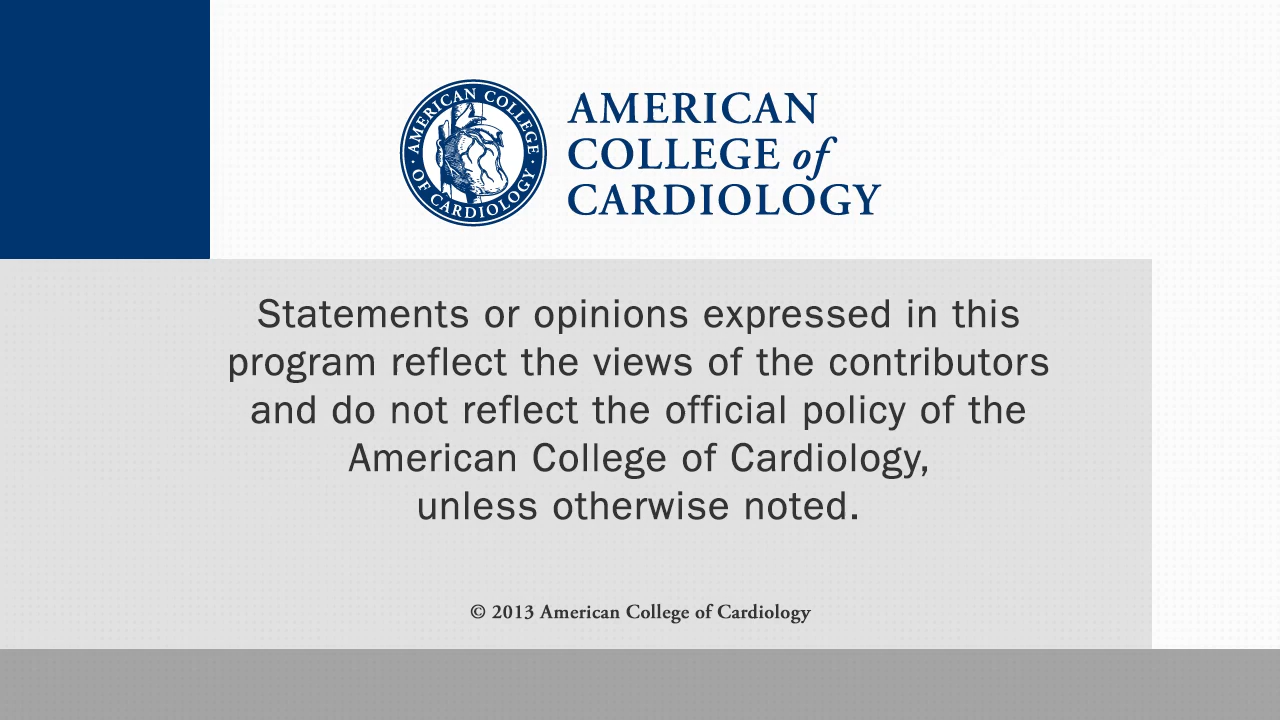 AMERICAN COLLEGE
OF CARDIOLOGY
AMERICAN
COLLEGE of
CARDIOLOGY
Statements or opinions expressed in this
program reflect the views of the contributors
and do not reflect the official policy of the
American College of Cardiology,
unless otherwise noted.
© 2013 American College of Cardiology